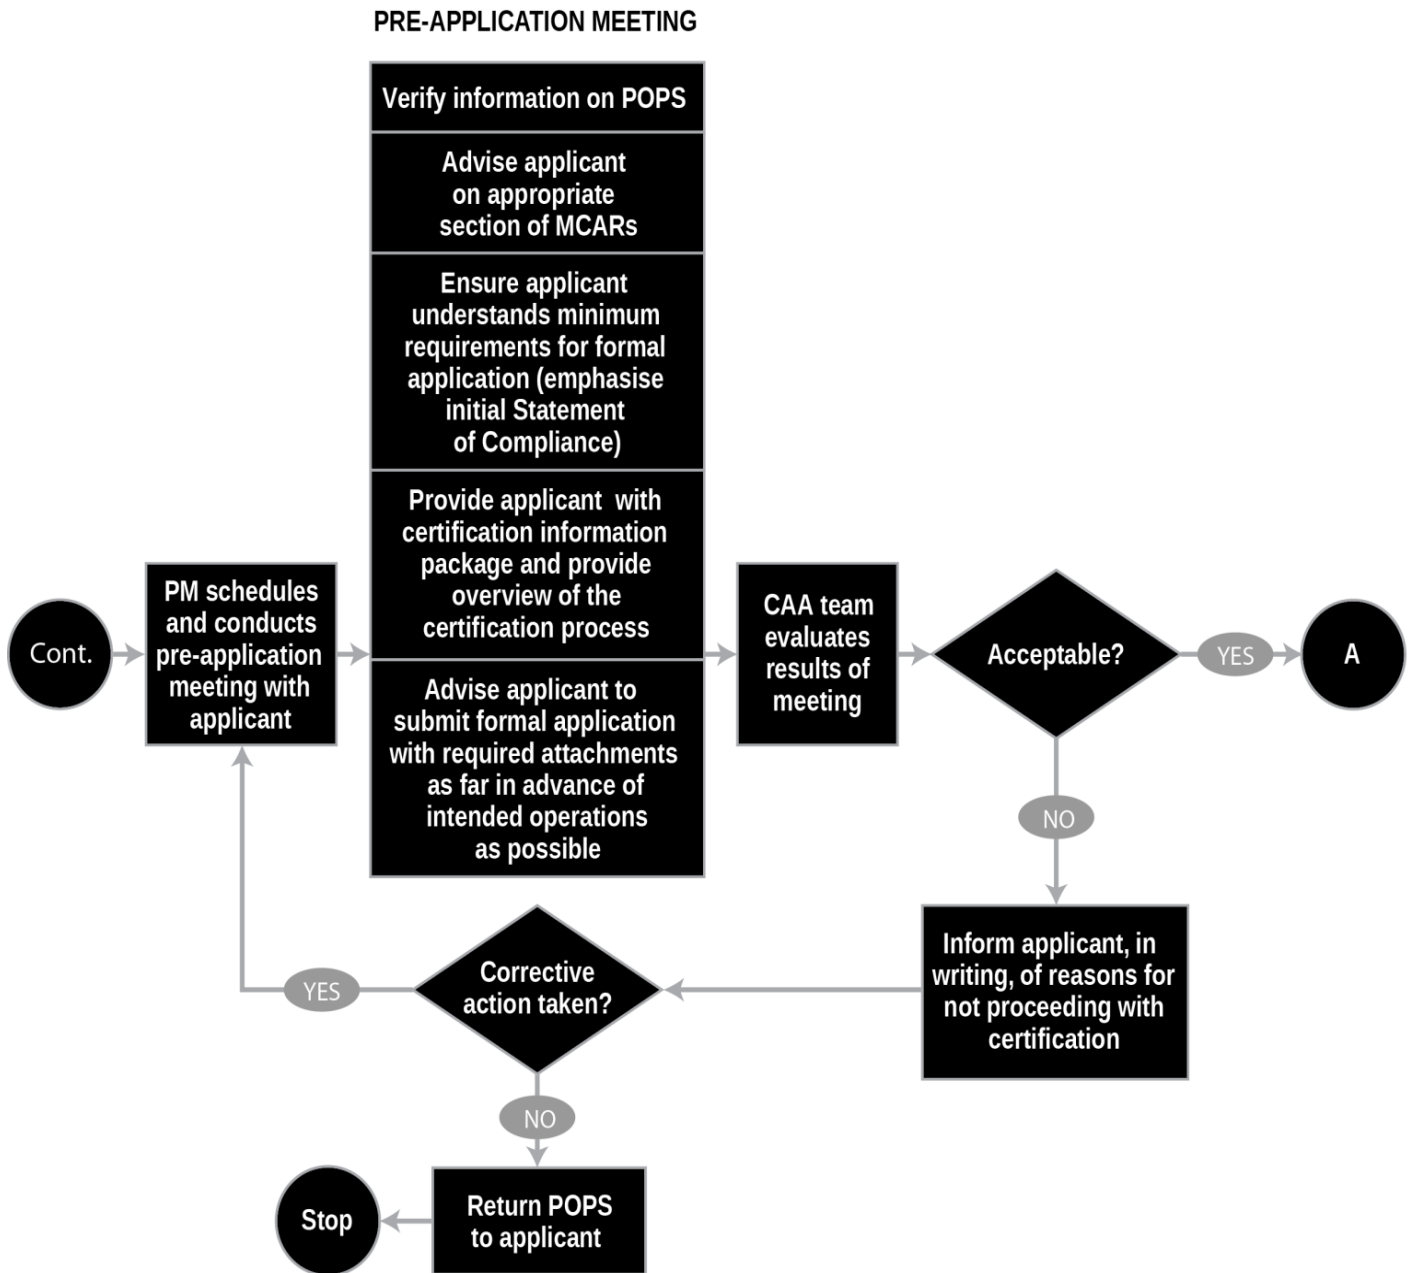 PRE-APPLICATION MEETING
Verify information on POPS
Advise applicant
on appropriate
section of MCARs
Ensure applicant
understands minimum
requirements for formal
application (emphasise
initial Statement
of Compliance)
Provide applicant with
certification information
package and provide
overview of the
certification process
Advise applicant to
submit formal application
with required attachments
as far in advance of
intended operations
as possible
Cont.
PM schedules
and conducts
pre-application
meeting with
applicant
CAA team
evaluates
results of
meeting
Acceptable?
YES
A
NO
Inform applicant, in
writing, of reasons for
not proceeding with
certification
Corrective
action taken?
YES
NO
Return POPS
to applicant
Stop